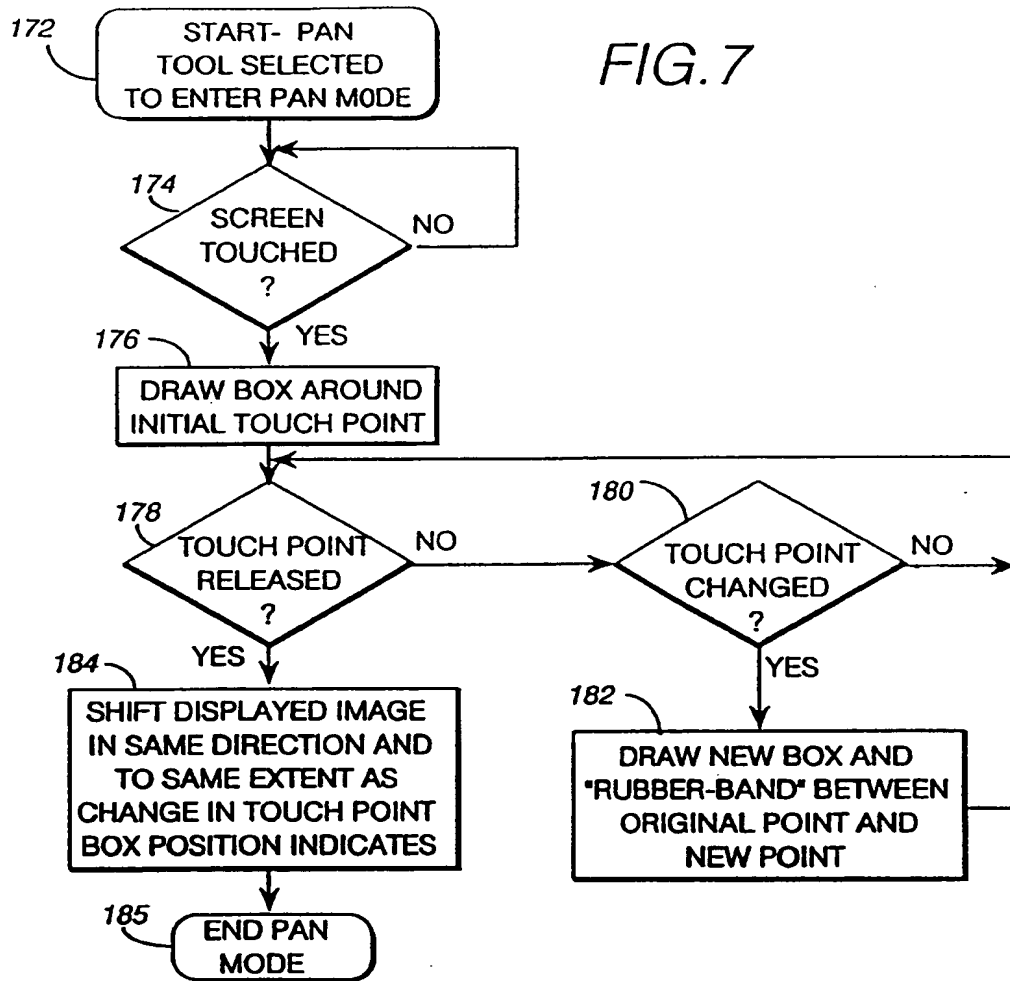 FIG.7
172
START- PAN
TOOL SELECTED
TO ENTER PAN MODE
174
SCREEN
TOUCHED
?
NO
YES
176
DRAW BOX AROUND
INITIAL TOUCH POINT
178
TOUCH POINT
RELEASED
?
NO
YES
180
TOUCH POINT
CHANGED
?
NO
YES
182
DRAW NEW BOX AND
"RUBBER-BAND" BETWEEN
ORIGINAL POINT AND
NEW POINT
184
SHIFT DISPLAYED IMAGE
IN SAME DIRECTION AND
TO SAME EXTENT AS
CHANGE IN TOUCH POINT
BOX POSITION INDICATES
185
END PAN
MODE